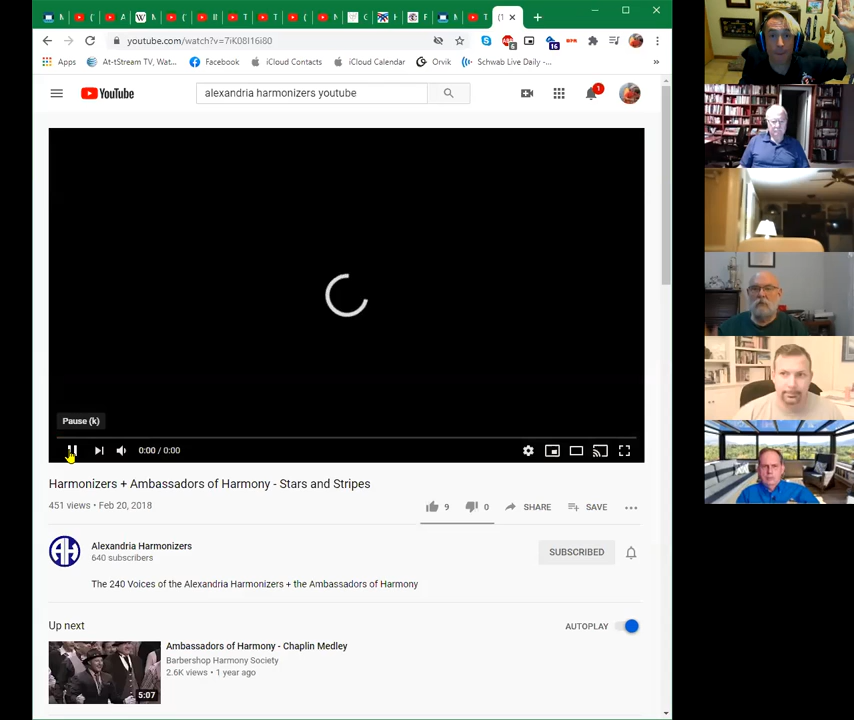 youtube.com/watch?v=7iK08I16i80
6
16
Apps
At-tStream TV, Wat...
Facebook
iCloud Contacts
iCloud Calendar
Orvik
Schwab Live Daily -...
»
YouTube
alexandria harmonizers youtube
1
Pause (k)
0:00 / 0:00
Harmonizers + Ambassadors of Harmony - Stars and Stripes
451 views • Feb 20, 2018
9
0
SHARE
SAVE
AH
Alexandria Harmonizers
640 subscribers
SUBSCRIBED
The 240 Voices of the Alexandria Harmonizers + the Ambassadors of Harmony
Up next
AUTOPLAY
Ambassadors of Harmony - Chaplin Medley
Barbershop Harmony Society
2.6K views • 1 year ago
5:07